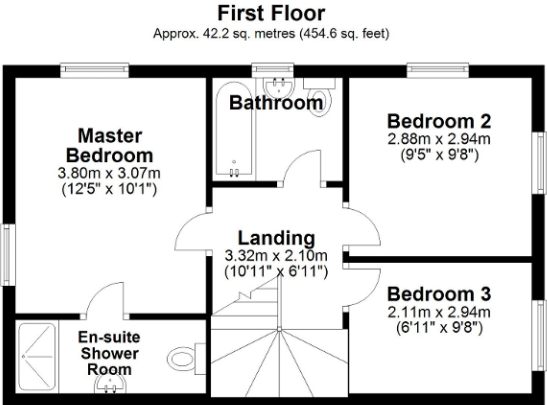 First Floor
Approx. 42.2 sq. metres (454.6 sq. feet)
Bathroom
Master
Bedroom
3.80m x 3.07m
(12'5" x 10'1")
Bedroom 2
2.88m x 2.94m
(9'5" x 9'8")
Landing
3.32m x 2.10m
(10'11" x 6'11")
Bedroom 3
2.11m x 2.94m
(6'11" x 9'8")
En-suite
Shower
Room